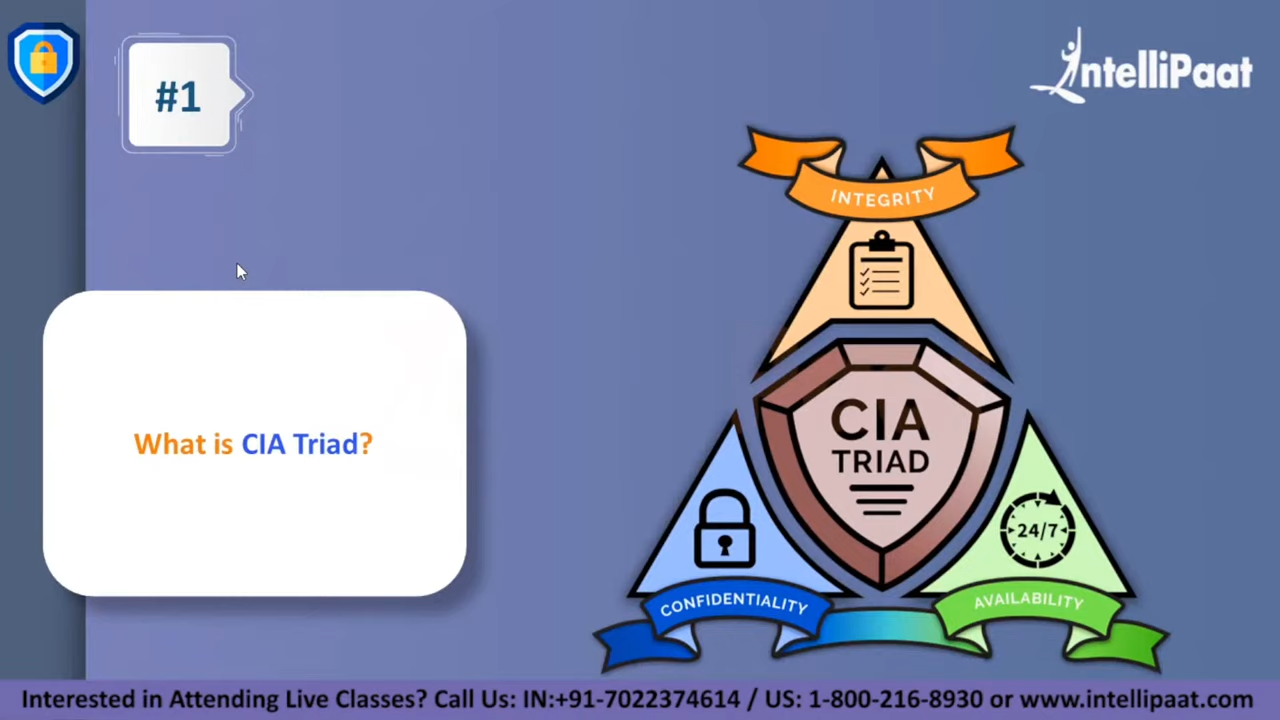 #1
IntelliPaat
INTEGRITY
What is CIA Triad?
CIA
TRIAD
24/7
CONFIDENTIALITY
AVAILABILITY
Interested in Attending Live Classes? Call Us: IN:+91-7022374614 / US: 1-800-216-8930 or www.intellipaat.com